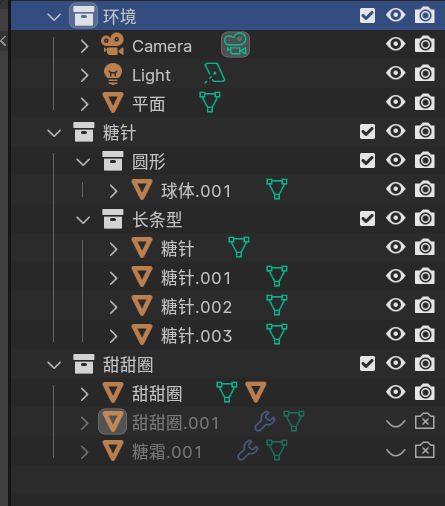 环境
Camera
Light
平面
糖针
圆形
球体.001
长条型
糖针
糖针.001
糖针.002
糖针.003
甜甜圈
甜甜圈
甜甜圈.001
糖霜.001